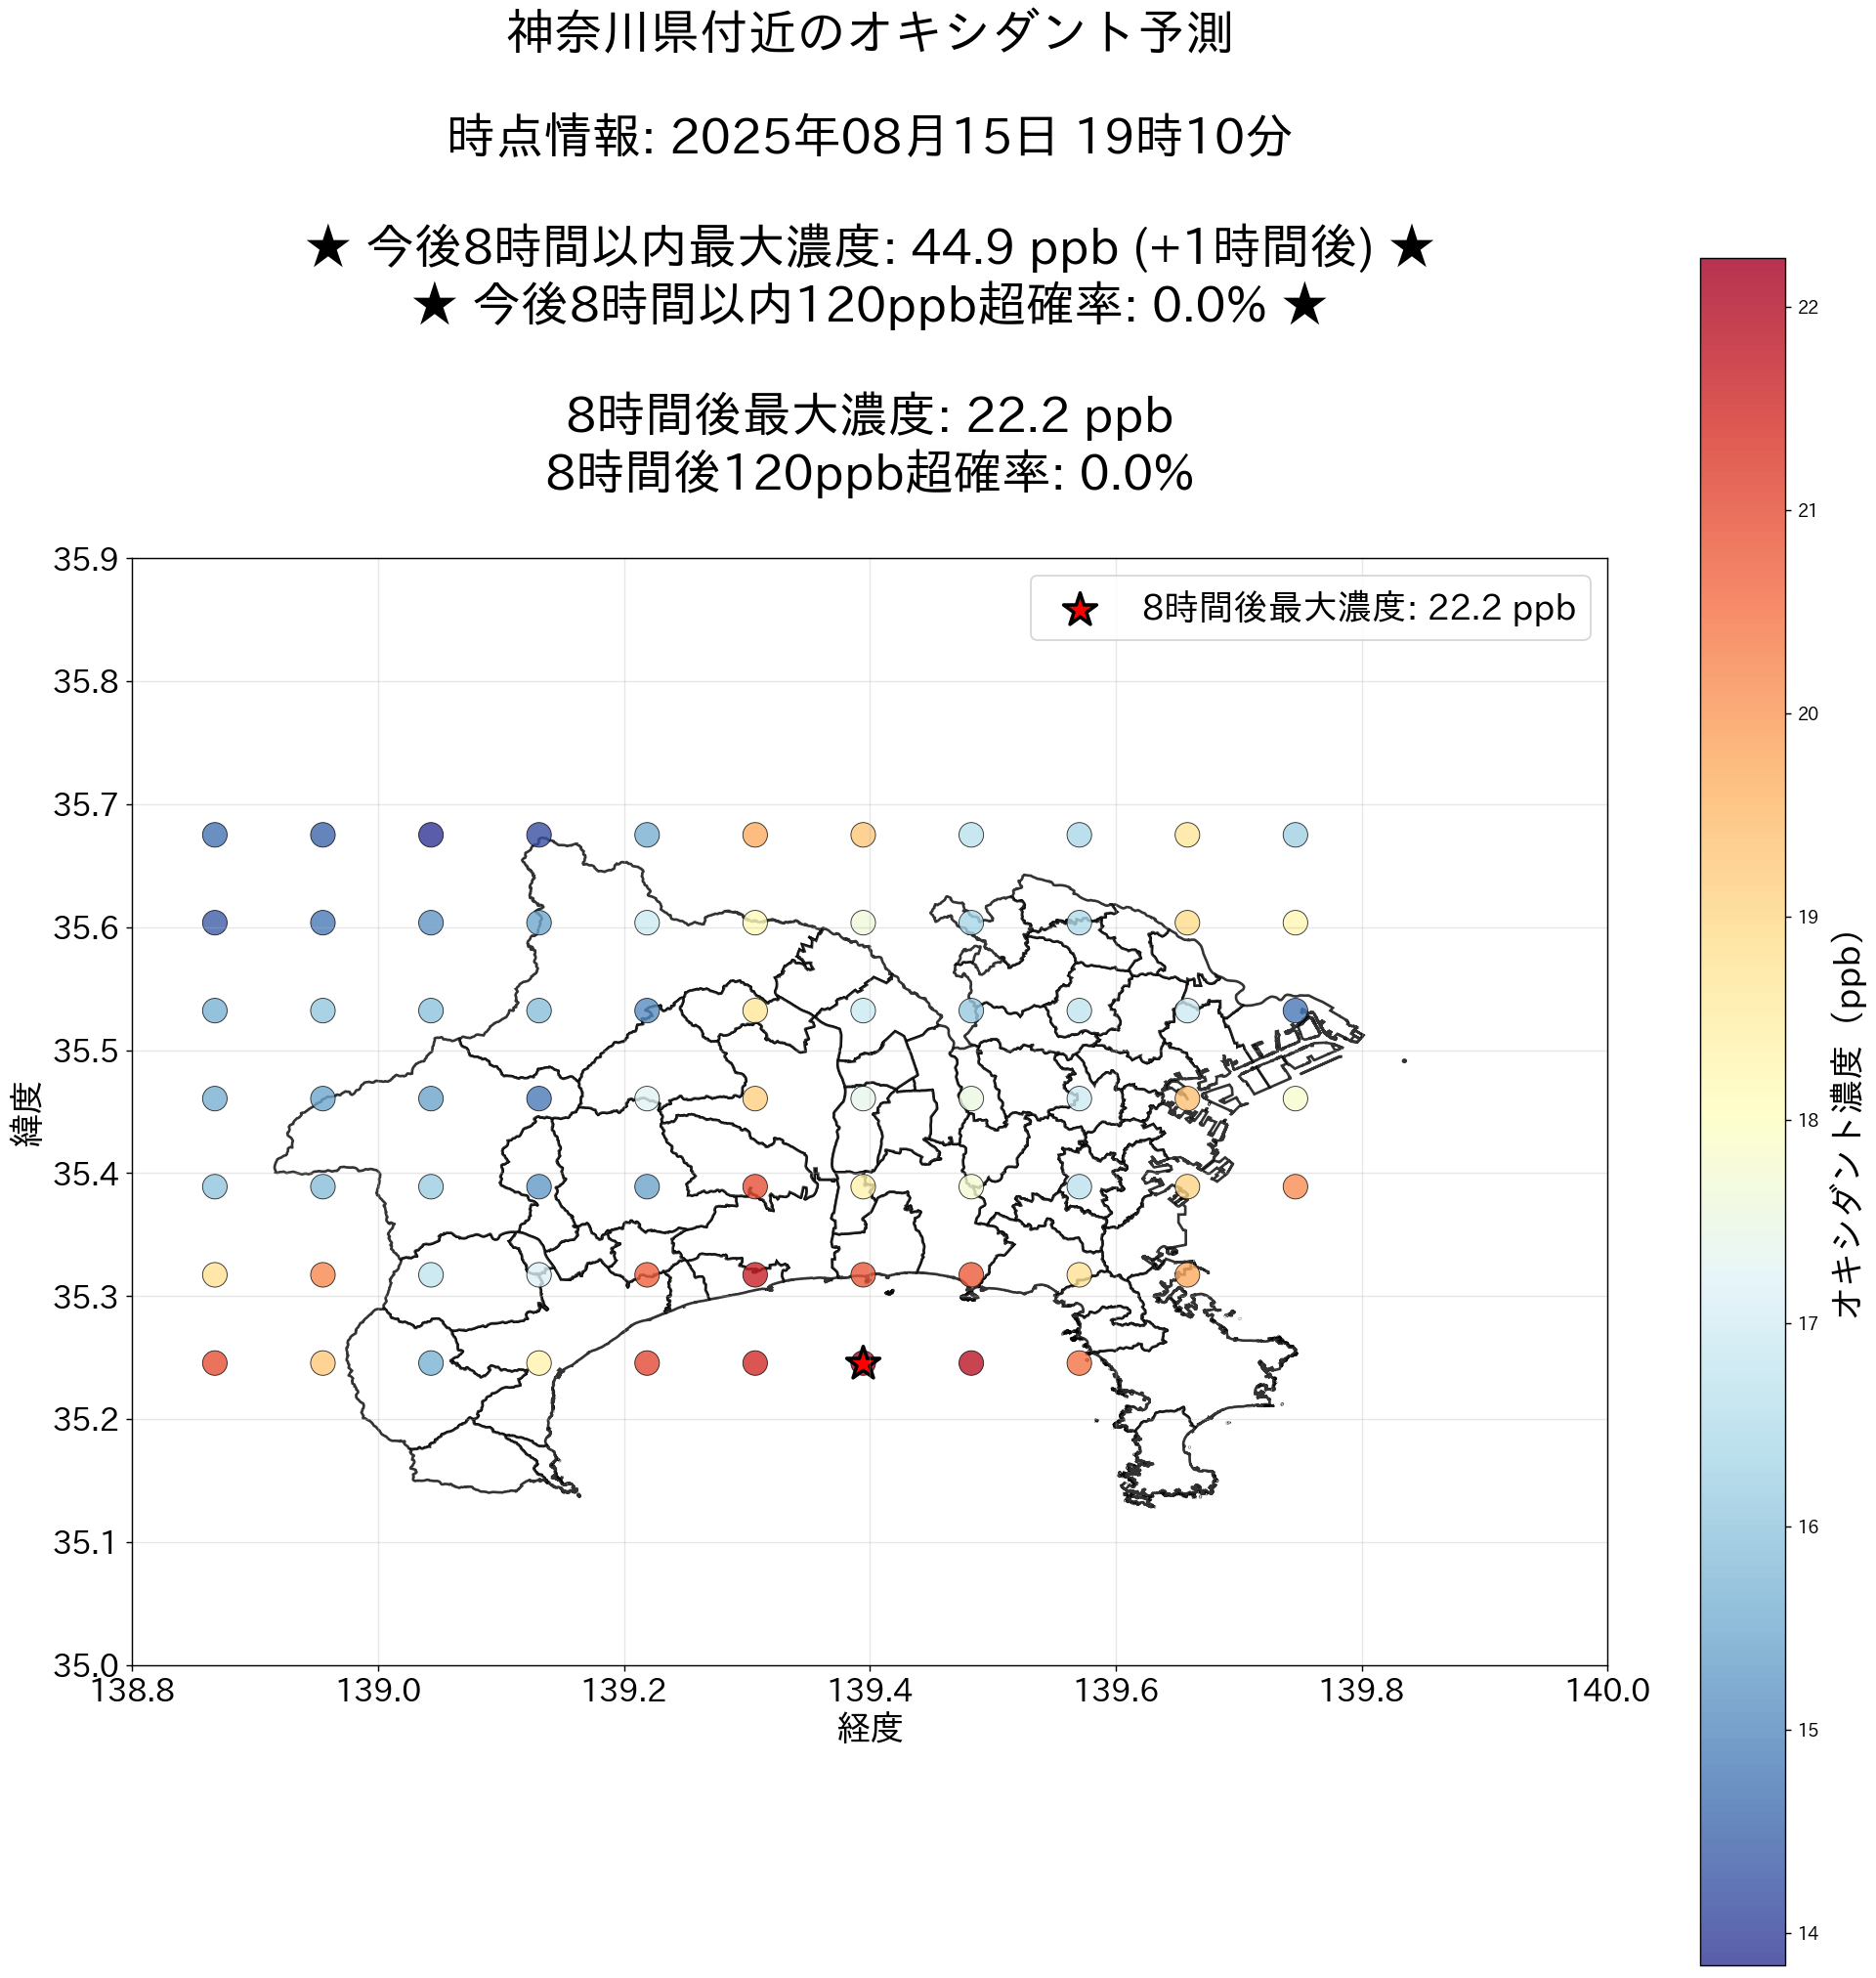 神奈川県付近のオキシダント予測
時点情報: 2025年08月15日 19時10分
★ 今後8時間以内最大濃度: 44.9 ppb (+1時間後) ★
★ 今後8時間以内120ppb超確率: 0.0% ★
8時間後最大濃度: 22.2 ppb
8時間後120ppb超確率: 0.0%
8時間後最大濃度: 22.2 ppb
35.9
35.8
35.7
35.6
35.5
35.4
35.3
35.2
35.1
35.0
緯度
138.8 139.0 139.2 139.4 139.6 139.8 140.0
経度
22
21
20
19
18
17
16
15
14
オキシダント濃度（ppb）